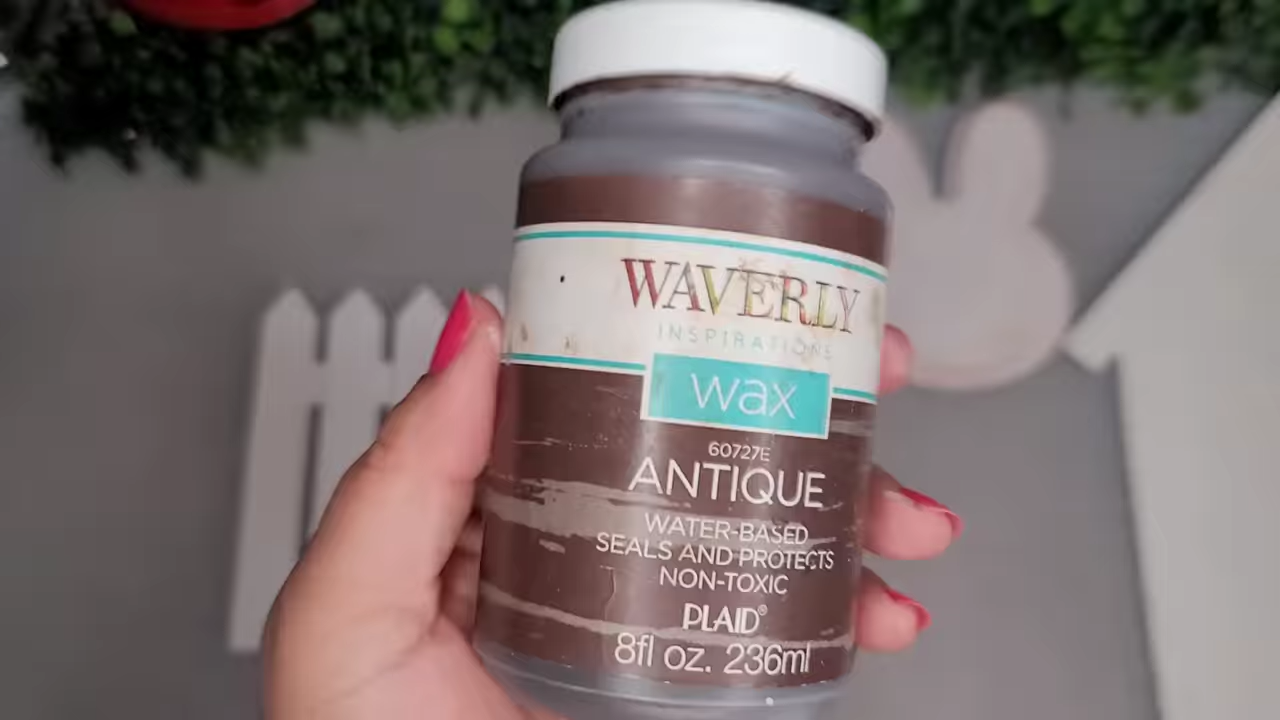 WAVERLY
INSPIRATIONS
wax
60727E
ANTIQUE
WATER-BASED
SEALS AND PROTECTS
NON-TOXIC
PLAID®
8fl oz. 236ml